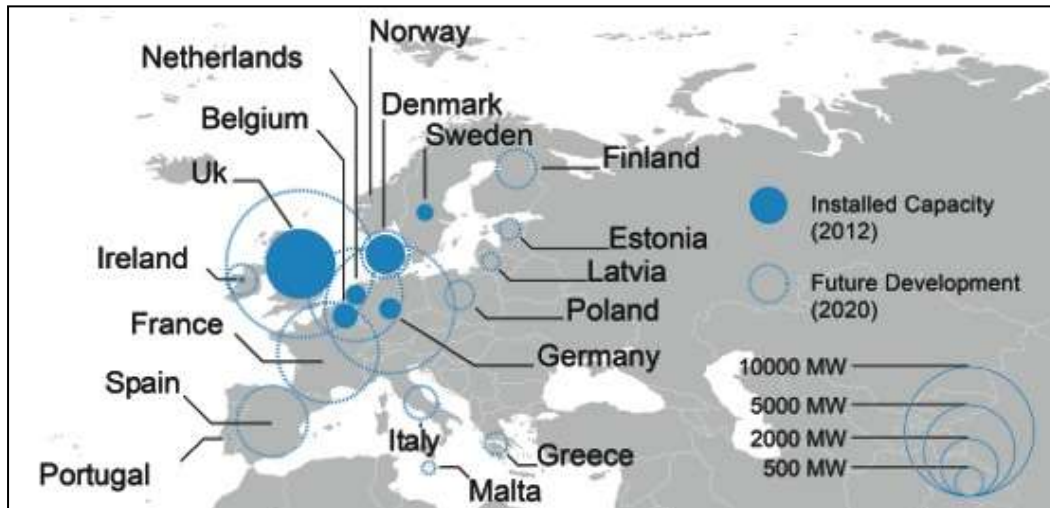 Norway
Netherlands
Denmark
Belgium
Sweden
Uk
Finland
Ireland
Estonia
Latvia
France
Poland
Spain
Germany
Italy
Greece
Portugal
Malta
Installed Capacity
(2012)
Future Development
(2020)
10000 MW
5000 MW
2000 MW
500 MW